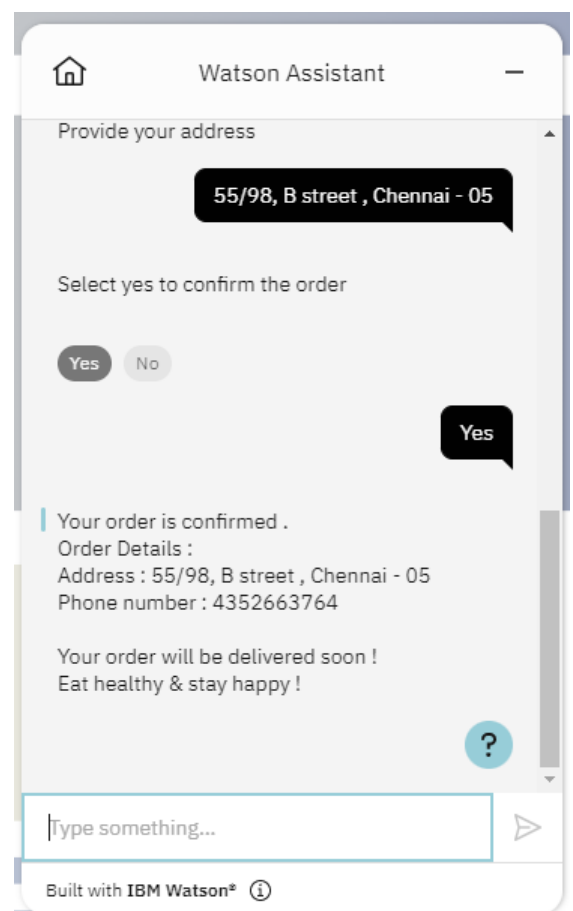 Watson Assistant
Provide your address
55/98, B street , Chennai - 05
Select yes to confirm the order
Yes No
Yes
Your order is confirmed .
Order Details :
Address : 55/98, B street , Chennai - 05
Phone number : 4352663764
Your order will be delivered soon !
Eat healthy & stay happy !
?
Type something...
Built with IBM Watson®